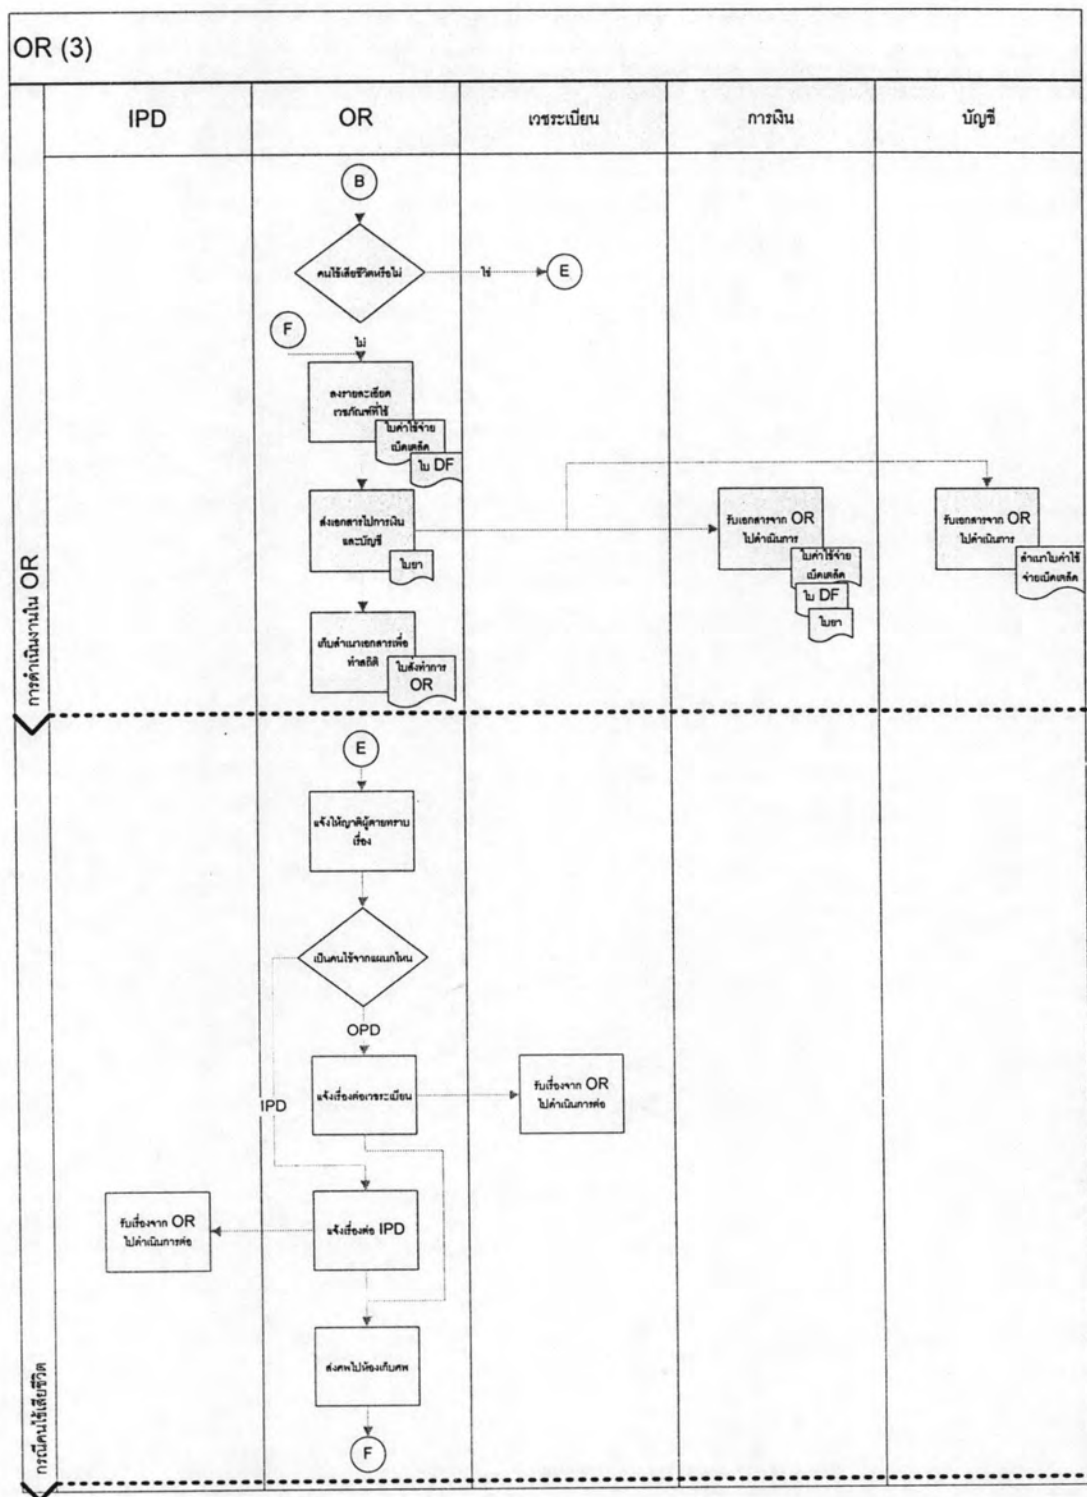 OR (3)
IPD
OR
เวชระเบียน
การเงิน
บัญชี
การดำเนินงานใน OR
B
คนไข้เสียชีวิตหรือไม่
ใช่
E
F
ไม่
ลงรายละเอียด
เวชภัณฑ์ที่ใช้
ใบค่าใช้จ่าย
เบ็ดเตล็ด
ใบ DF
ส่งเอกสารไปการเงิน
และบัญชี
ใบยา
รับเอกสารจาก OR
ไปดำเนินการ
ใบค่าใช้จ่าย
เบ็ดเตล็ด
ใบ DF
ใบยา
รับเอกสารจาก OR
ไปดำเนินการ
สำเนาใบค่าใช้
จ่ายเบ็ดเตล็ด
เก็บสำเนาเอกสารเพื่อ
ทำสถิติ
ใบสั่งทำการ
OR
กรณีคนไข้เสียชีวิต
E
แจ้งให้ญาติผู้ตายทราบ
เรื่อง
เป็นคนไข้จากแผนกไหน
OPD
IPD
แจ้งเรื่องต่อเวชระเบียน
รับเรื่องจาก OR
ไปดำเนินการต่อ
แจ้งเรื่องต่อ IPD
รับเรื่องจาก OR
ไปดำเนินการต่อ
ส่งศพไปห้องเก็บศพ
F